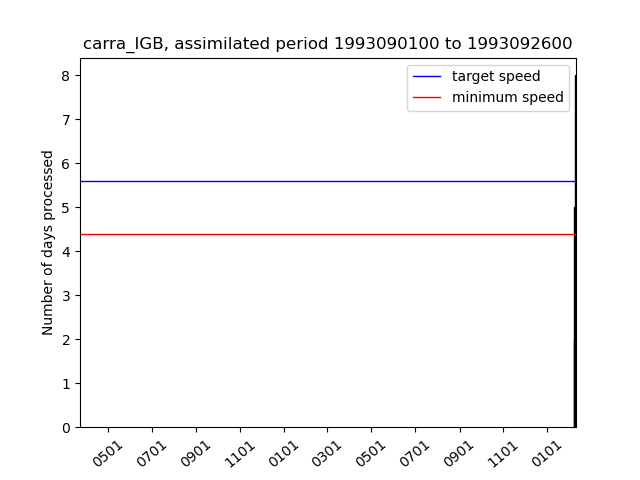 carra_IGB, assimilated period 1993090100 to 1993092600
target speed
minimum speed
Number of days processed
8
7
6
5
4
3
2
1
0
0501 0701 0901 1101 0101 0301 0501 0701 0901 1101 0101